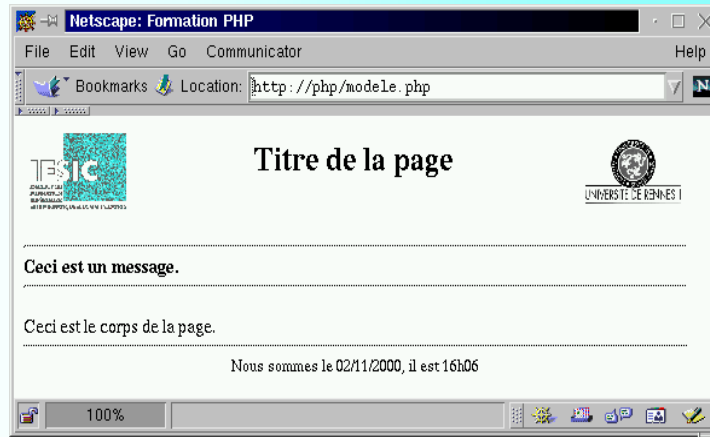 Netscape: Formation PHP
File Edit View Go Communicator Help
Bookmarks Location: http://php/modele.php N
TESIC Titre de la page
UNIVERSITE DE RENNES 1
Ceci est un message.
Ceci est le corps de la page.
Nous sommes le 02/11/2000, il est 16h06
100%